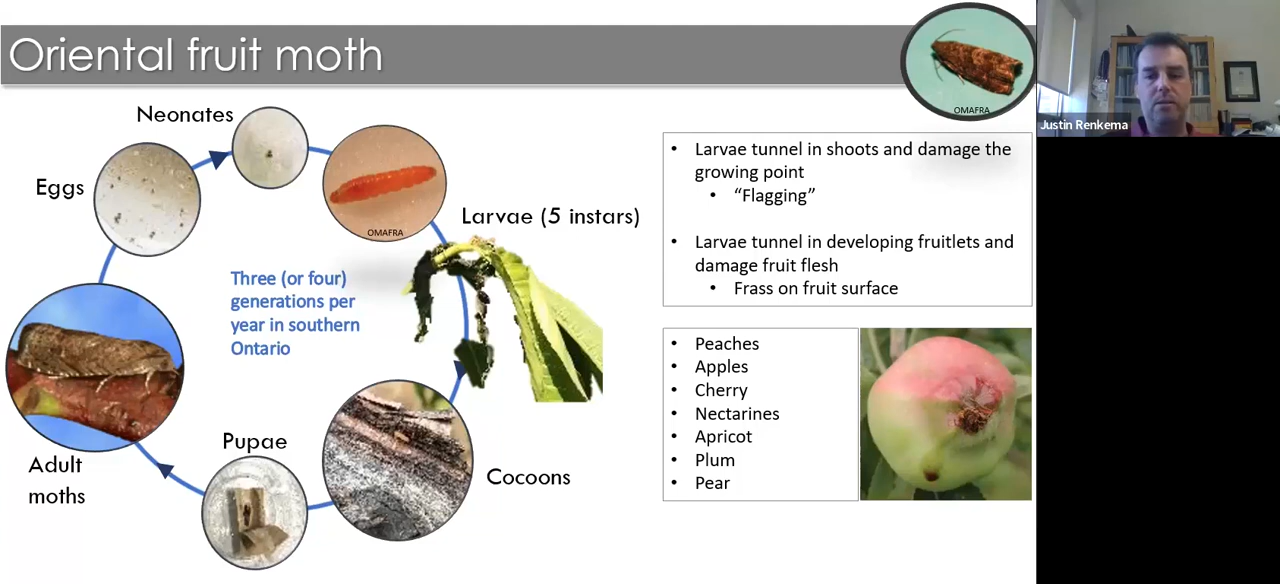 Oriental fruit moth
OMAFRA
Justin Renkema
Neonates
Eggs
OMAFRA
Larvae (5 instars)
Three (or four)
generations per
year in southern
Ontario
Adult
moths
Pupae
Cocoons
• Larvae tunnel in shoots and damage the
growing point
• “Flagging”
• Larvae tunnel in developing fruitlets and
damage fruit flesh
• Frass on fruit surface
• Peaches
• Apples
• Cherry
• Nectarines
• Apricot
• Plum
• Pear